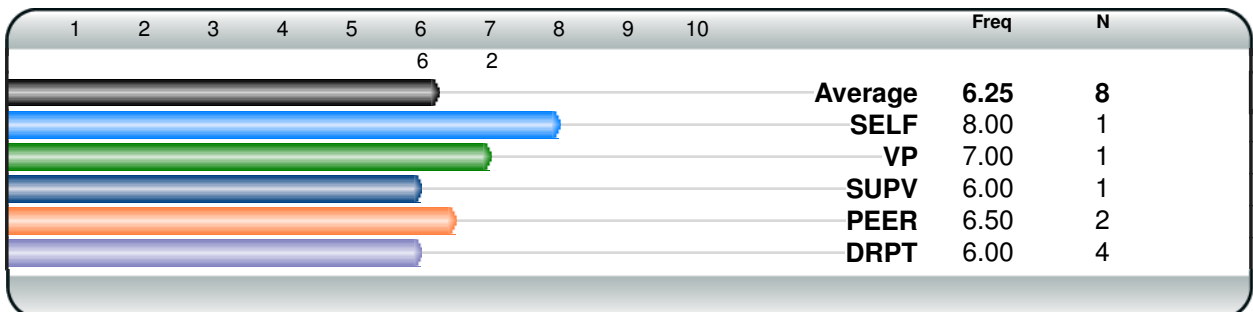 1 2 3 4 5 6 7 8 9 10 Freq N
6 2
Average 6.25 8
SELF 8.00 1
VP 7.00 1
SUPV 6.00 1
PEER 6.50 2
DRPT 6.00 4